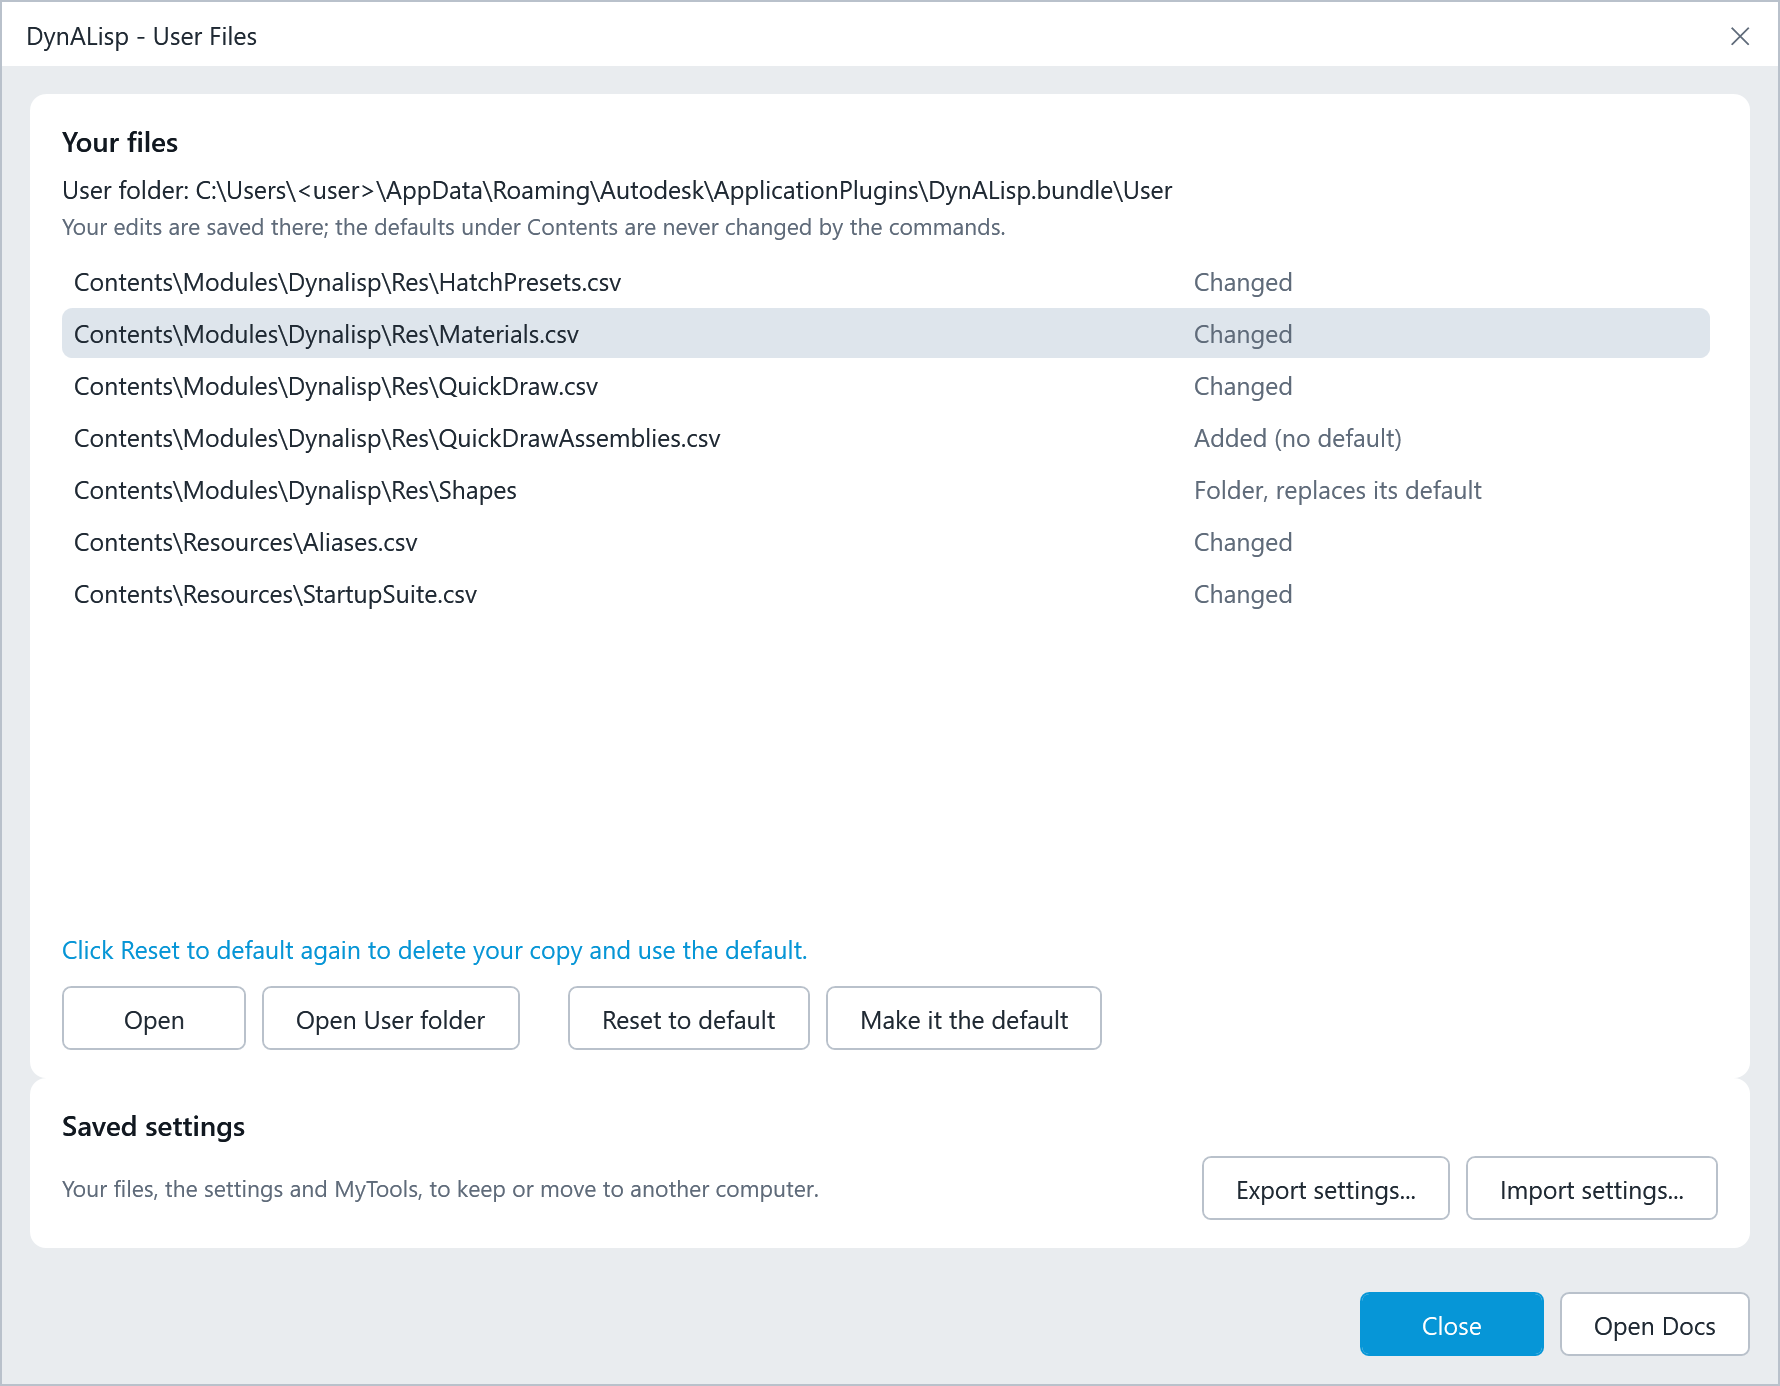 DynALisp - User Files
Your files
User folder: C:\Users\<user>\AppData\Roaming\Autodesk\ApplicationPlugins\DynALisp.bundle\User
Your edits are saved there; the defaults under Contents are never changed by the commands.
Contents\Modules\Dynalisp\Res\HatchPresets.csv Changed
Contents\Modules\Dynalisp\Res\Materials.csv Changed
Contents\Modules\Dynalisp\Res\QuickDraw.csv Changed
Contents\Modules\Dynalisp\Res\QuickDrawAssemblies.csv Added (no default)
Contents\Modules\Dynalisp\Res\Shapes Folder, replaces its default
Contents\Resources\Aliases.csv Changed
Contents\Resources\StartupSuite.csv Changed
Click Reset to default again to delete your copy and use the default.
Open Open User folder Reset to default Make it the default
Saved settings
Your files, the settings and MyTools, to keep or move to another computer.
Export settings... Import settings...
Close Open Docs